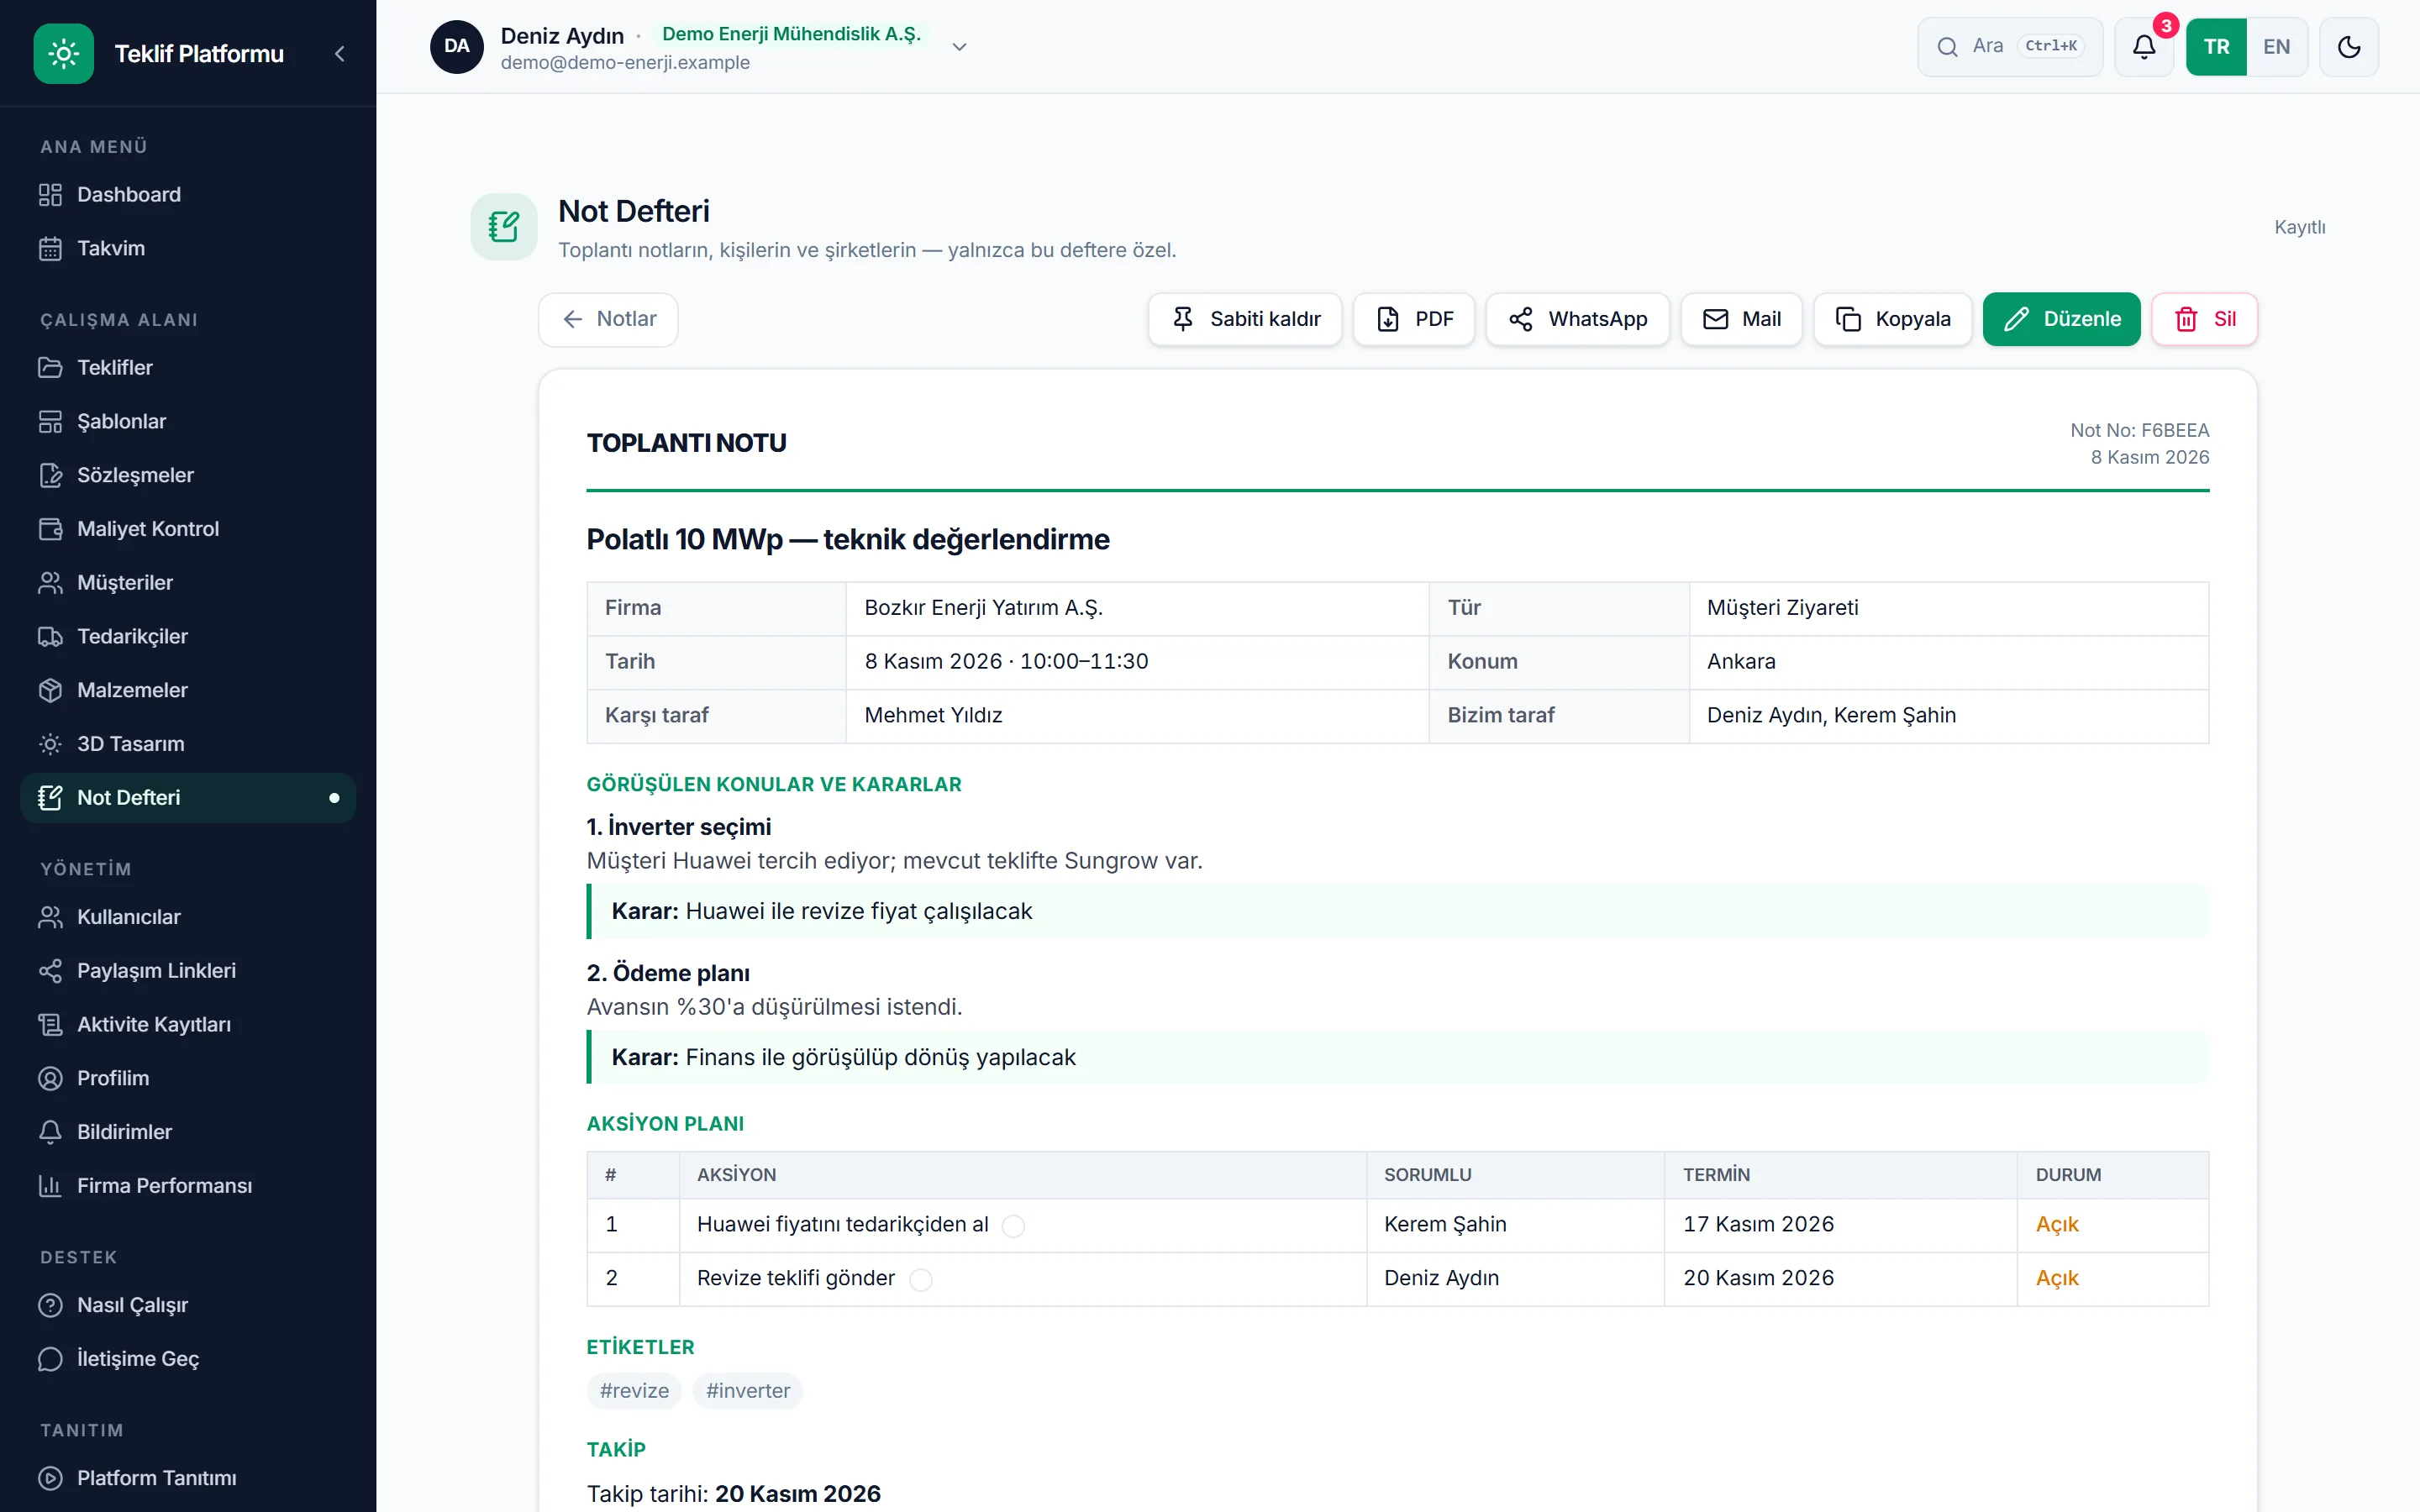 Teklif Platformu
ANA MENÜ
Dashboard
Takvim
ÇALIŞMA ALANI
Teklifler
Şablonlar
Sözleşmeler
Maliyet Kontrol
Müşteriler
Tedarikçiler
Malzemeler
3D Tasarım
Not Defteri
YÖNETİM
Kullanıcılar
Paylaşım Linkleri
Aktivite Kayıtları
Profilim
Bildirimler
Firma Performansı
DESTEK
Nasıl Çalışır
İletişime Geç
TANITIM
Platform Tanıtımı
DA
Deniz Aydın · Demo Enerji Mühendislik A.Ş.
demo@demo-enerji.example
Ara Ctrl+K
3
TR EN
Not Defteri
Toplantı notların, kişilerin ve şirketlerin — yalnızca bu deftere özel.
Kayıtlı
Notlar
Sabiti kaldır PDF WhatsApp Mail Kopyala Düzenle Sil
TOPLANTI NOTU
Not No: F6BEEA
8 Kasım 2026
Polatlı 10 MWp — teknik değerlendirme
Firma Bozkır Enerji Yatırım A.Ş. Tür Müşteri Ziyareti
Tarih 8 Kasım 2026 · 10:00–11:30 Konum Ankara
Karşı taraf Mehmet Yıldız Bizim taraf Deniz Aydın, Kerem Şahin
GÖRÜŞÜLEN KONULAR VE KARARLAR
1. İnverter seçimi
Müşteri Huawei tercih ediyor; mevcut teklifte Sungrow var.
Karar: Huawei ile revize fiyat çalışılacak
2. Ödeme planı
Avansın %30'a düşürülmesi istendi.
Karar: Finans ile görüşülüp dönüş yapılacak
AKSİYON PLANI
# AKSİYON SORUMLU TERMİN DURUM
1 Huawei fiyatını tedarikçiden al Kerem Şahin 17 Kasım 2026 Açık
2 Revize teklifi gönder Deniz Aydın 20 Kasım 2026 Açık
ETİKETLER
#revize #inverter
TAKİP
Takip tarihi: 20 Kasım 2026